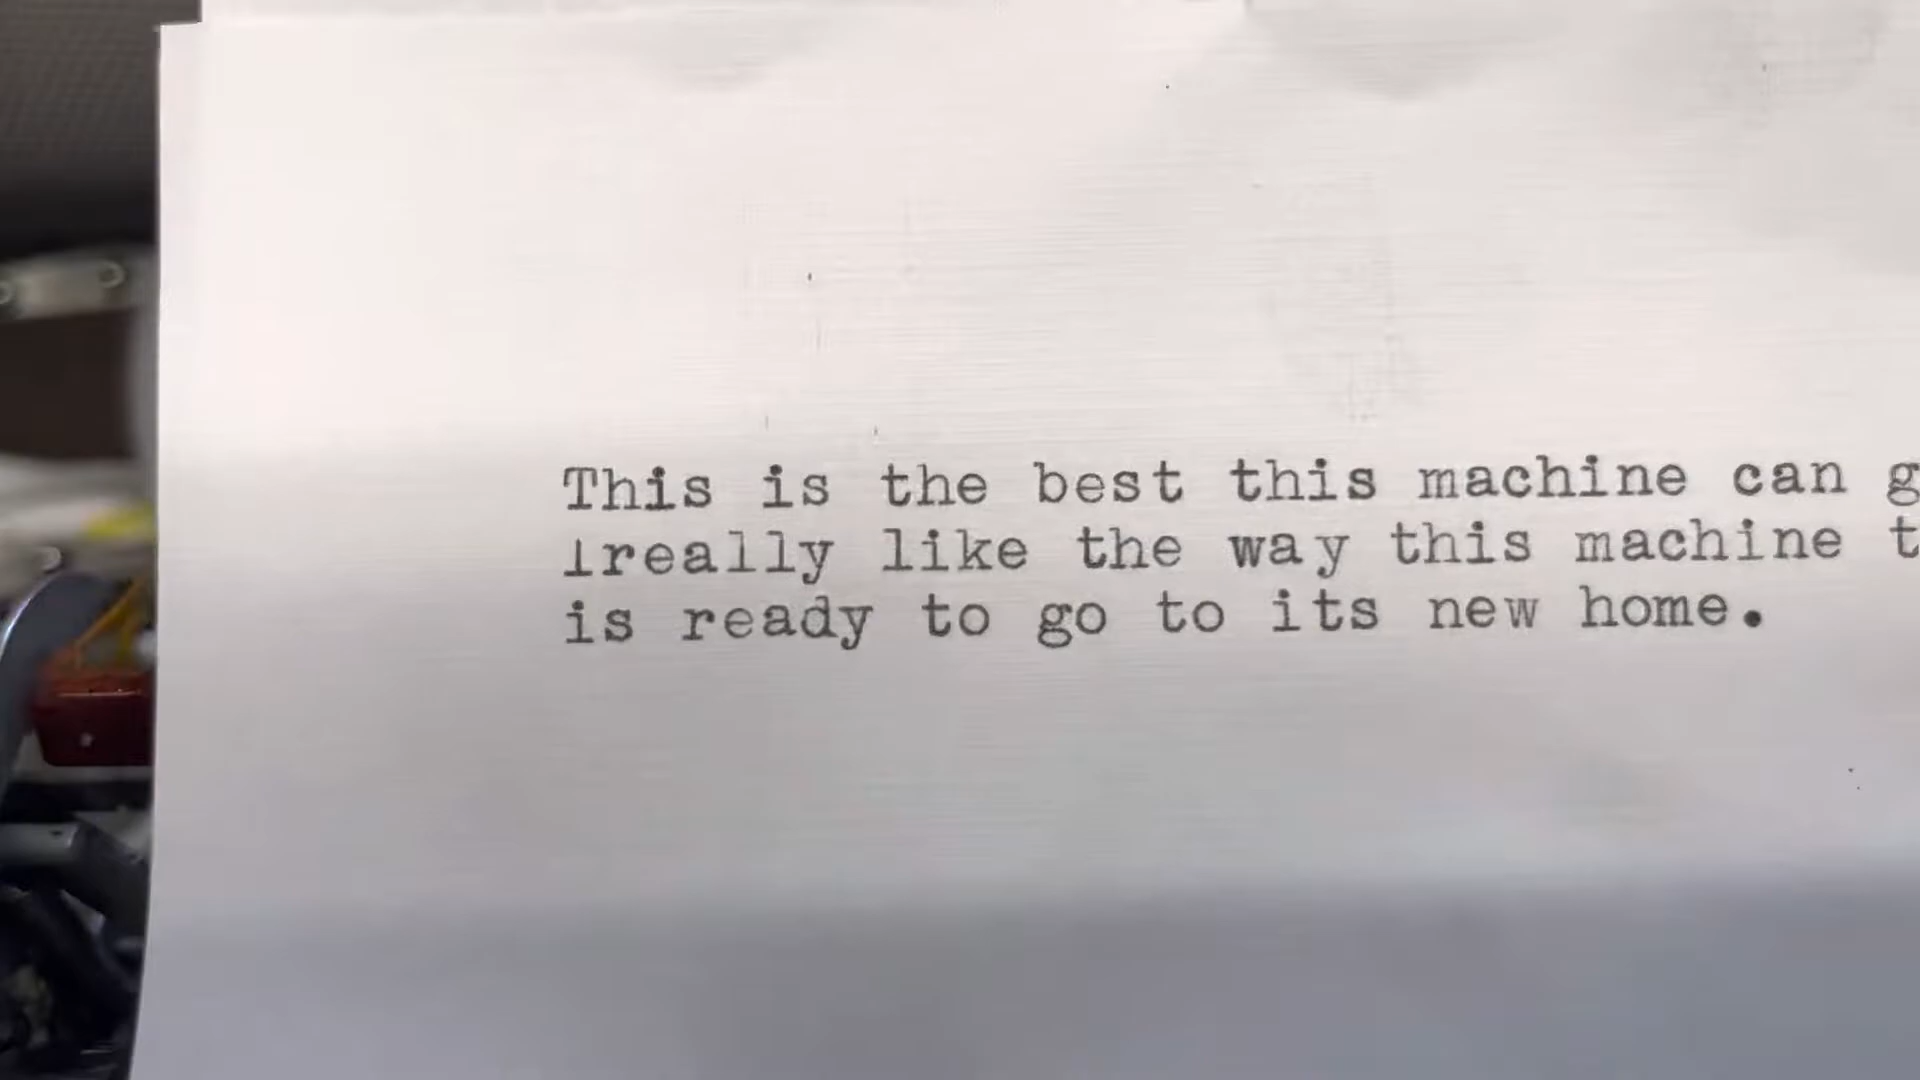 This is the best this machine can g
Ireally like the way this machine t
is ready to go to its new home.